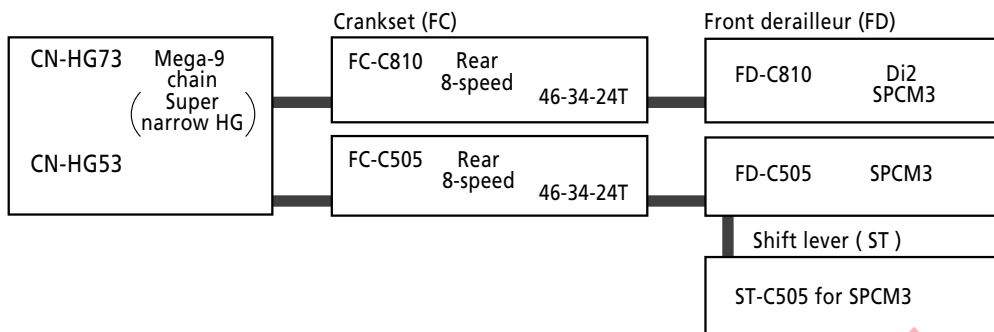 Crankset (FC)
Front derailleur (FD)
CN-HG73 Mega-9
chain
(Super
narrow HG)
CN-HG53
FC-C810 Rear
8-speed
46-34-24T
FD-C810 Di2
SPCM3
FC-C505 Rear
8-speed
46-34-24T
FD-C505 SPCM3
Shift lever ( ST )
ST-C505 for SPCM3